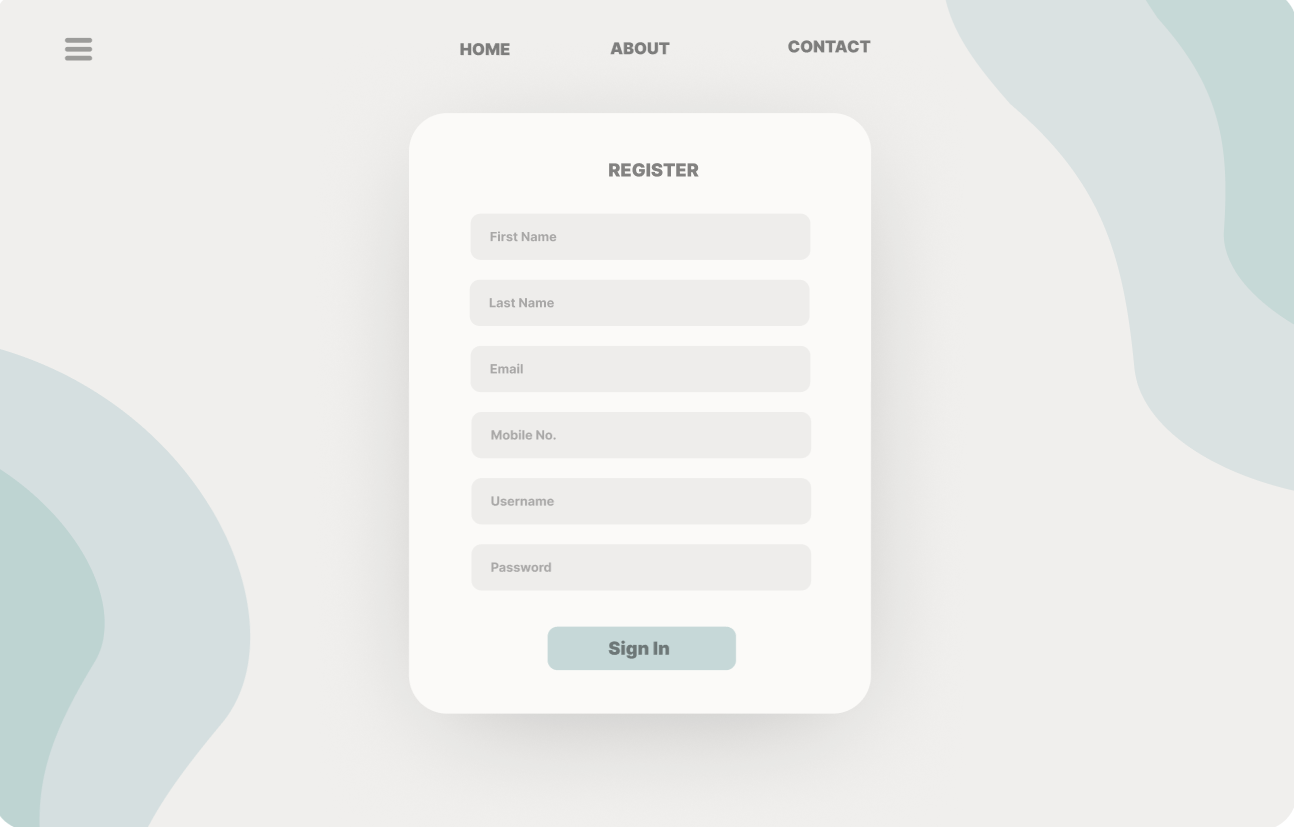 HOME ABOUT CONTACT
REGISTER
First Name
Last Name
Email
Mobile No.
Username
Password
Sign In